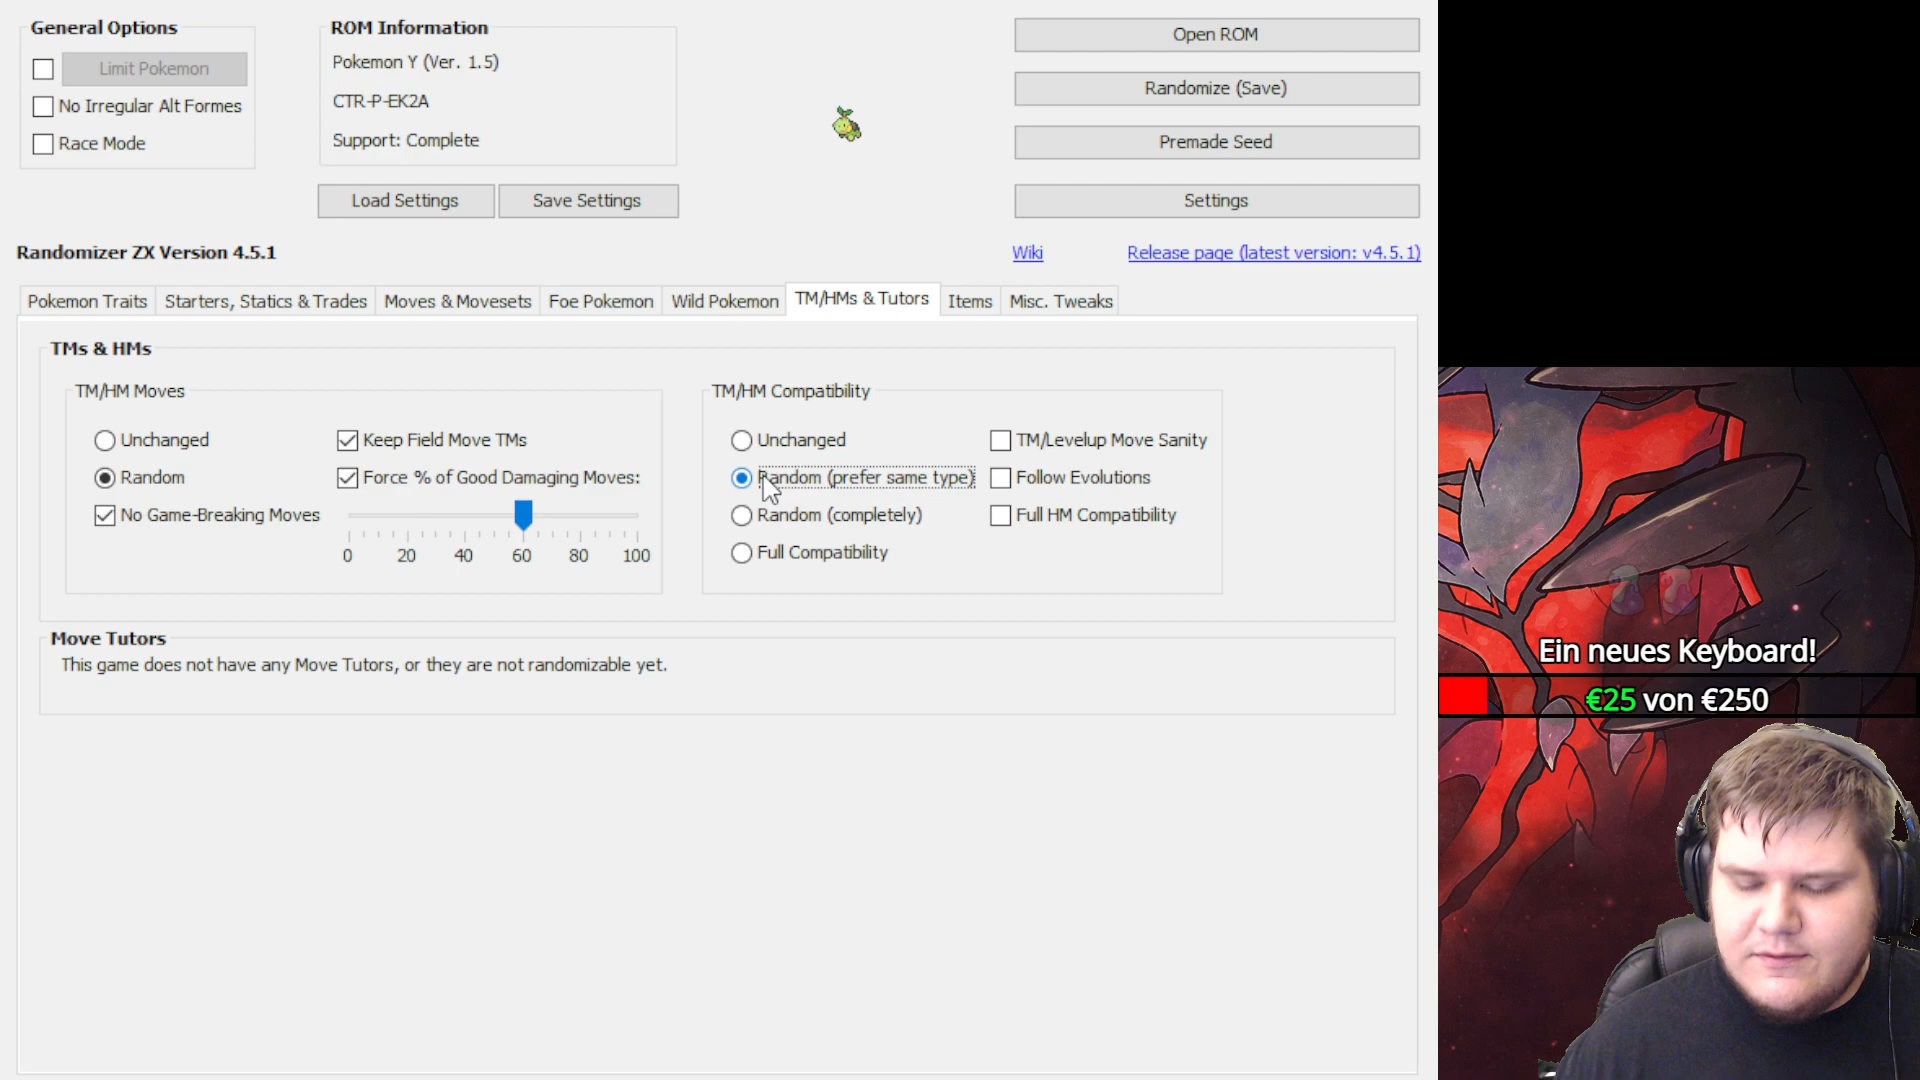 General Options
Limit Pokemon
No Irregular Alt Formes
Race Mode
ROM Information
Pokemon Y (Ver. 1.5)
CTR-P-EK2A
Support: Complete
Load Settings
Save Settings
Open ROM
Randomize (Save)
Premade Seed
Settings
Randomizer ZX Version 4.5.1
Wiki
Release page (latest version: v4.5.1)
Pokemon Traits
Starters, Statics & Trades
Moves & Movesets
Foe Pokemon
Wild Pokemon
TM/HMs & Tutors
Items
Misc. Tweaks
TMs & HMs
TM/HM Moves
Unchanged
Random
No Game-Breaking Moves
Keep Field Move TMs
Force % of Good Damaging Moves:
0 20 40 60 80 100
TM/HM Compatibility
Unchanged
Random (prefer same type)
Random (completely)
Full Compatibility
TM/Levelup Move Sanity
Follow Evolutions
Full HM Compatibility
Move Tutors
This game does not have any Move Tutors, or they are not randomizable yet.
Ein neues Keyboard!
€25 von €250